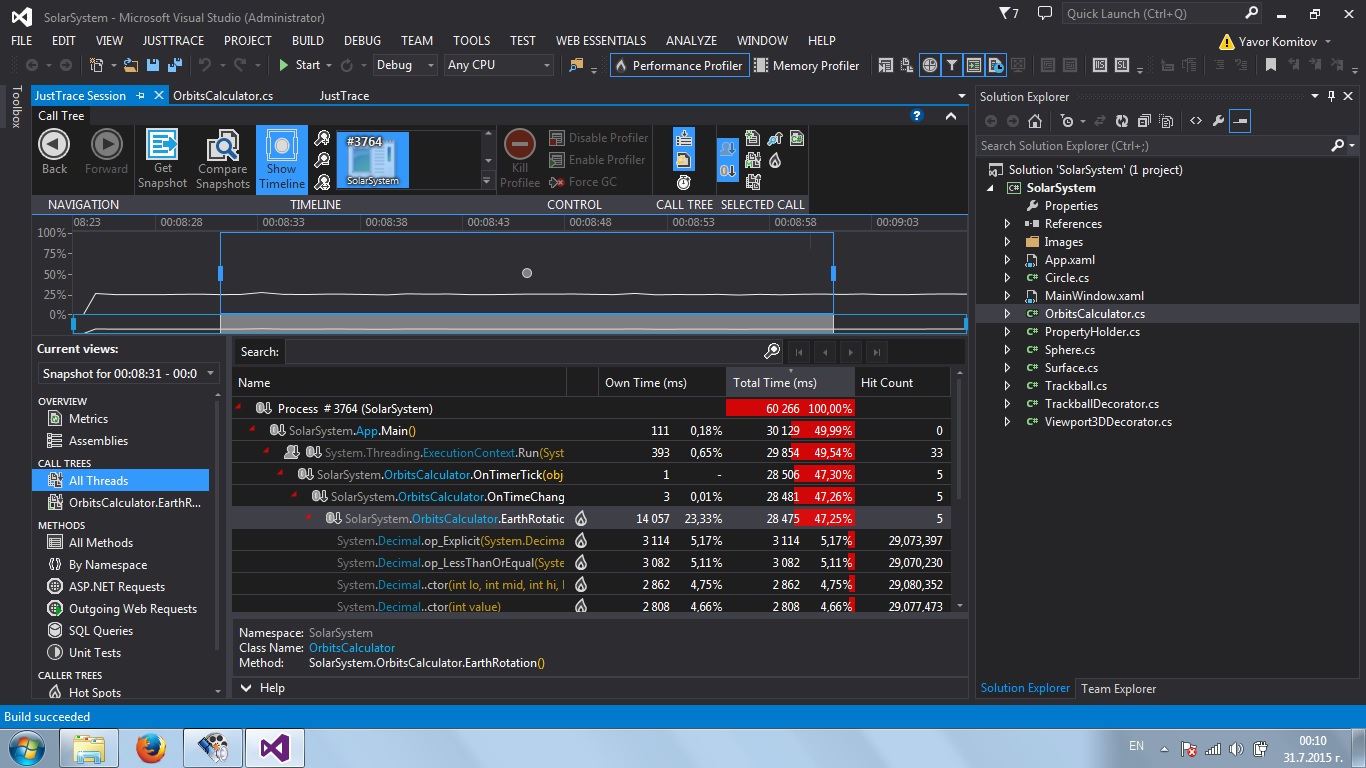 SolarSystem - Microsoft Visual Studio (Administrator)
7
Quick Launch (Ctrl+Q)
FILE EDIT VIEW JUSTTRACE PROJECT BUILD DEBUG TEAM TOOLS TEST WEB ESSENTIALS ANALYZE WINDOW HELP
Yavor Komitov
Start Debug Any CPU Performance Profiler Memory Profiler
Toolbox
JustTrace Session OrbitsCalculator.cs JustTrace
Call Tree
Back Forward Get Snapshot Compare Snapshots Show Timeline
#3764
SolarSystem
Kill Profilee
Disable Profiler
Enable Profiler
Force GC
NAVIGATION TIMELINE CONTROL CALL TREE SELECTED CALL
08:23 00:08:28 00:08:33 00:08:38 00:08:43 00:08:48 00:08:53 00:08:58 00:09:03
100%
75%
50%
25%
0%
Current views:
Snapshot for 00:08:31 - 00:0
OVERVIEW
Metrics
Assemblies
CALL TREES
All Threads
OrbitsCalculator.EarthR...
METHODS
All Methods
By Namespace
ASP.NET Requests
Outgoing Web Requests
SQL Queries
Unit Tests
CALLER TREES
Hot Spots
Search:
Name Own Time (ms) Total Time (ms) Hit Count
Process # 3764 (SolarSystem) 60 266 100,00%
SolarSystem.App.Main() 111 0,18% 30 129 49,99% 0
System.Threading.ExecutionContext.Run(Syst 393 0,65% 29 854 49,54% 33
SolarSystem.OrbitsCalculator.OnTimerTick(obj 1 - 28 506 47,30% 5
SolarSystem.OrbitsCalculator.OnTimeChang 3 0,01% 28 481 47,26% 5
SolarSystem.OrbitsCalculator.EarthRotatic 14 057 23,33% 28 475 47,25% 5
System.Decimal.op_Explicit(System.Decima 3 114 5,17% 3 114 5,17% 29,073,397
System.Decimal.op_LessThanOrEqual(Syste 3 082 5,11% 3 082 5,11% 29,070,230
System.Decimal..ctor(int lo, int mid, int hi, 2 862 4,75% 2 862 4,75% 29,080,352
System.Decimal..ctor(int value) 2 808 4,66% 2 808 4,66% 29,077,473
Namespace: SolarSystem
Class Name: OrbitsCalculator
Method: SolarSystem.OrbitsCalculator.EarthRotation()
Help
Solution Explorer
Search Solution Explorer (Ctrl+;)
Solution 'SolarSystem' (1 project)
SolarSystem
Properties
References
Images
App.xaml
Circle.cs
MainWindow.xaml
OrbitsCalculator.cs
PropertyHolder.cs
Sphere.cs
Surface.cs
Trackball.cs
TrackballDecorator.cs
Viewport3DDecorator.cs
Solution Explorer Team Explorer
Build succeeded
EN
00:10
31.7.2015 г.